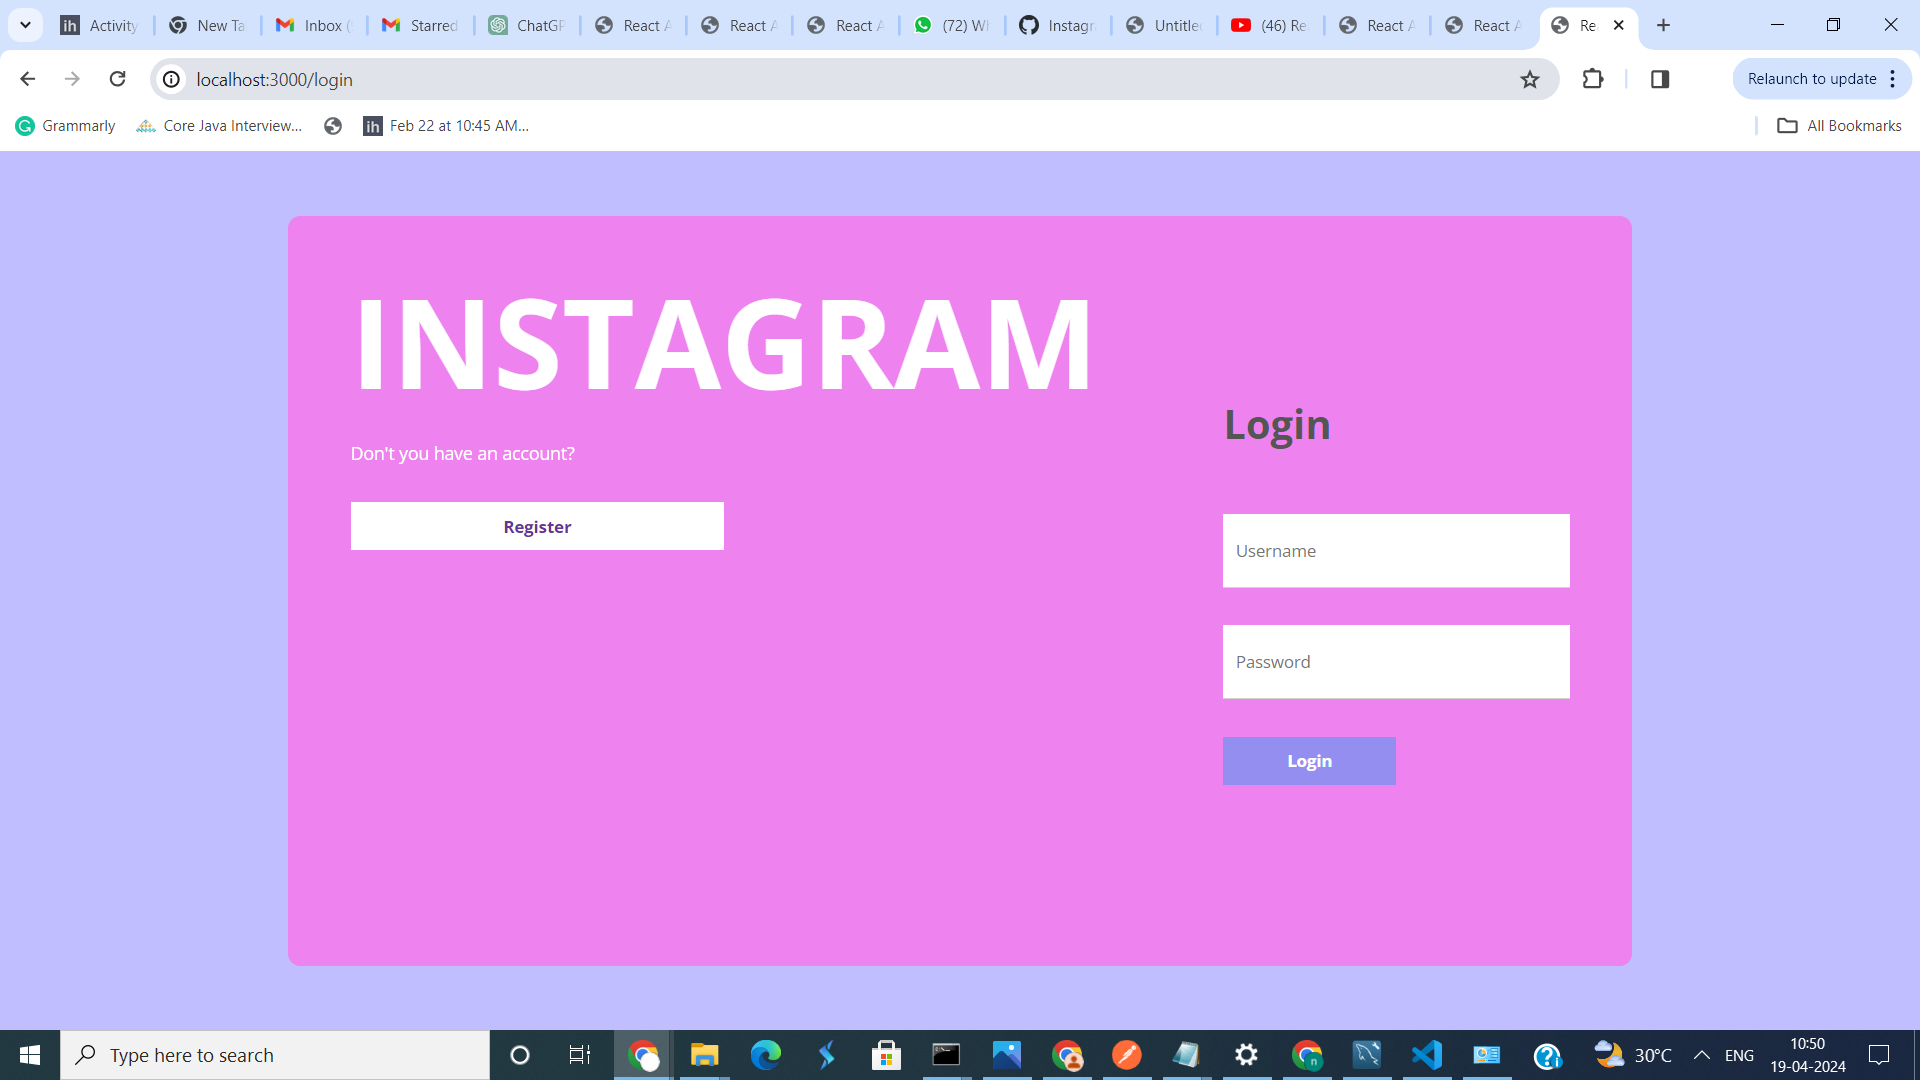 Activity
New Ta
Inbox (
Starred
ChatGP
React A
React A
React A
(72) Wh
Instagra
Untitled
(46) Re
React A
React A
Re
localhost:3000/login
Relaunch to update
Grammarly
Core Java Interview...
Feb 22 at 10:45 AM...
All Bookmarks
INSTAGRAM
Don't you have an account?
Register
Login
Username
Password
Login
Type here to search
30°C
ENG
10:50
19-04-2024